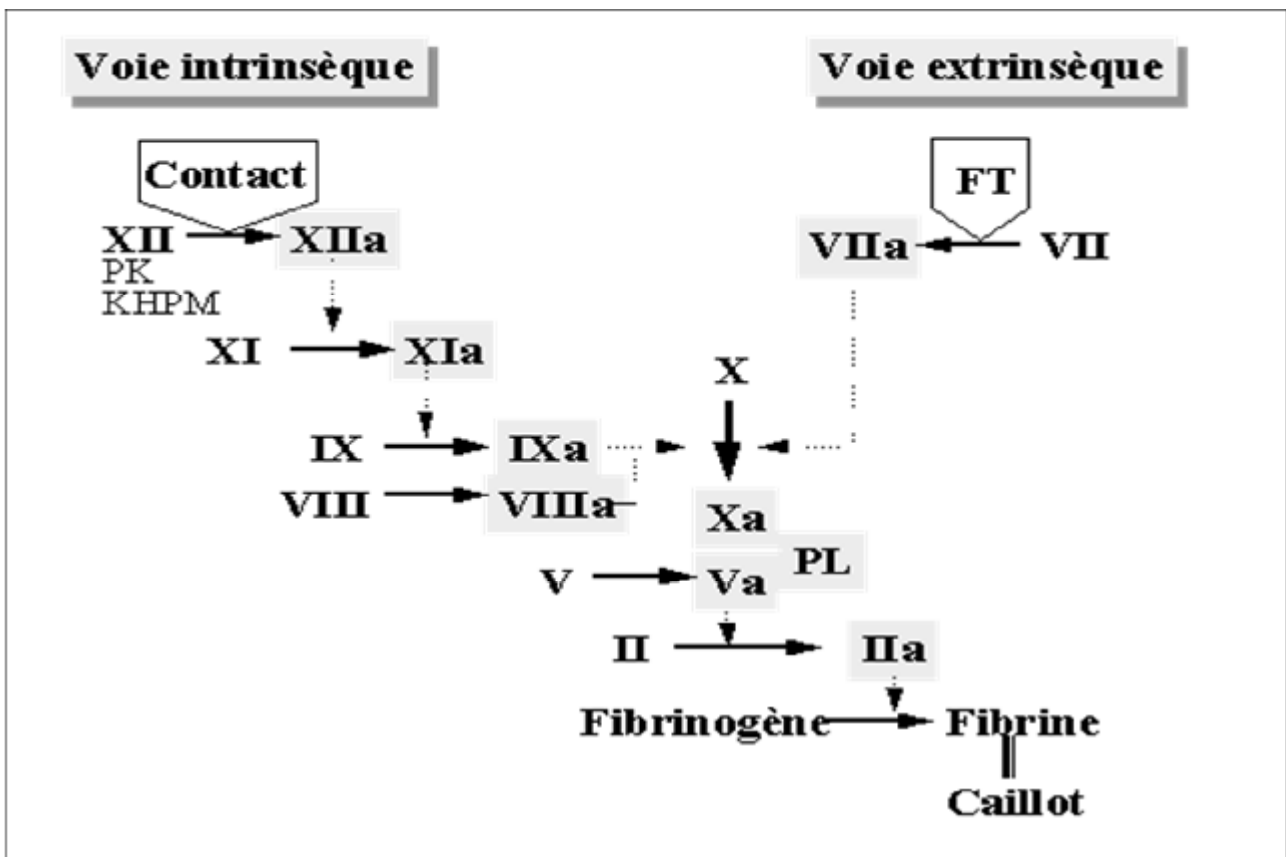 Voie intrinsèque
Voie extrinsèque
Contact
FT
XII
XIIa
VIIa
VII
PK
KHPM
XI
XIa
X
IX
IXa
VIII
VIIIa
Xa
PL
V
Va
II
IIa
Fibrinogène
Fibrine
Caillot